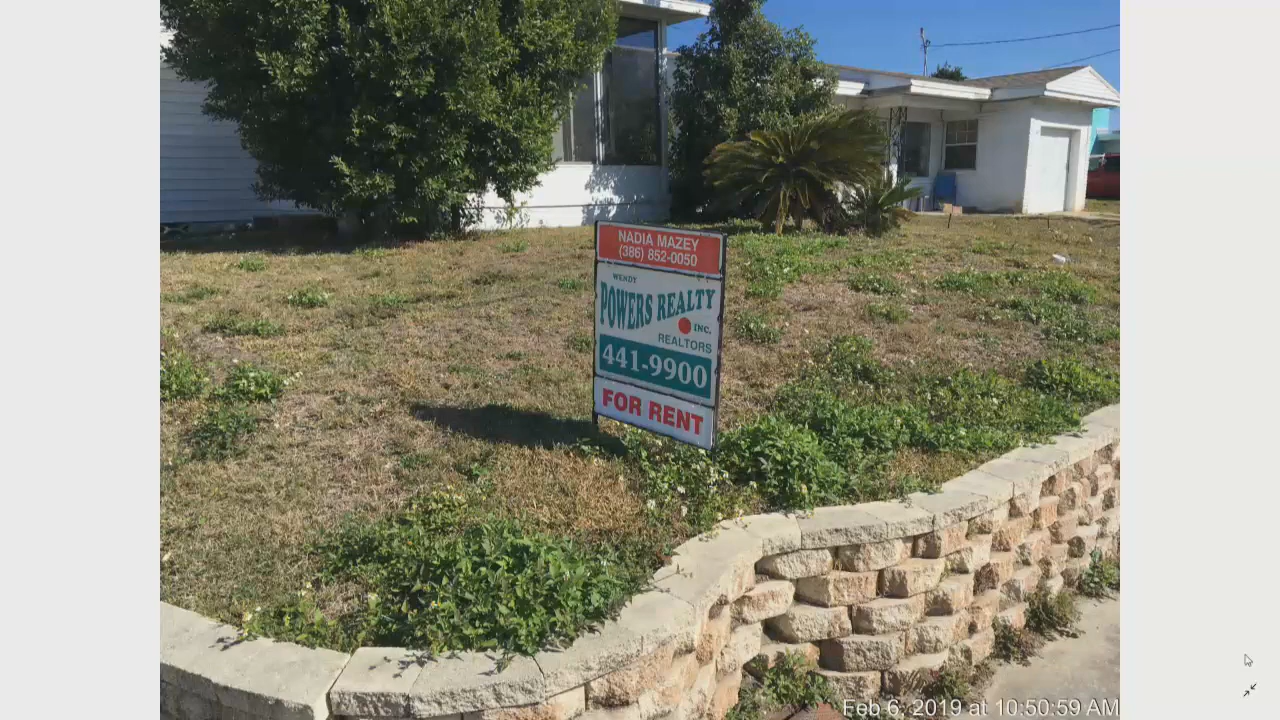 NADIA MAZEY
(386) 852-0050
WENDY
POWERS REALTY
INC.
REALTORS
441-9900
FOR RENT
Feb 6, 2019 at 10:50:59 AM